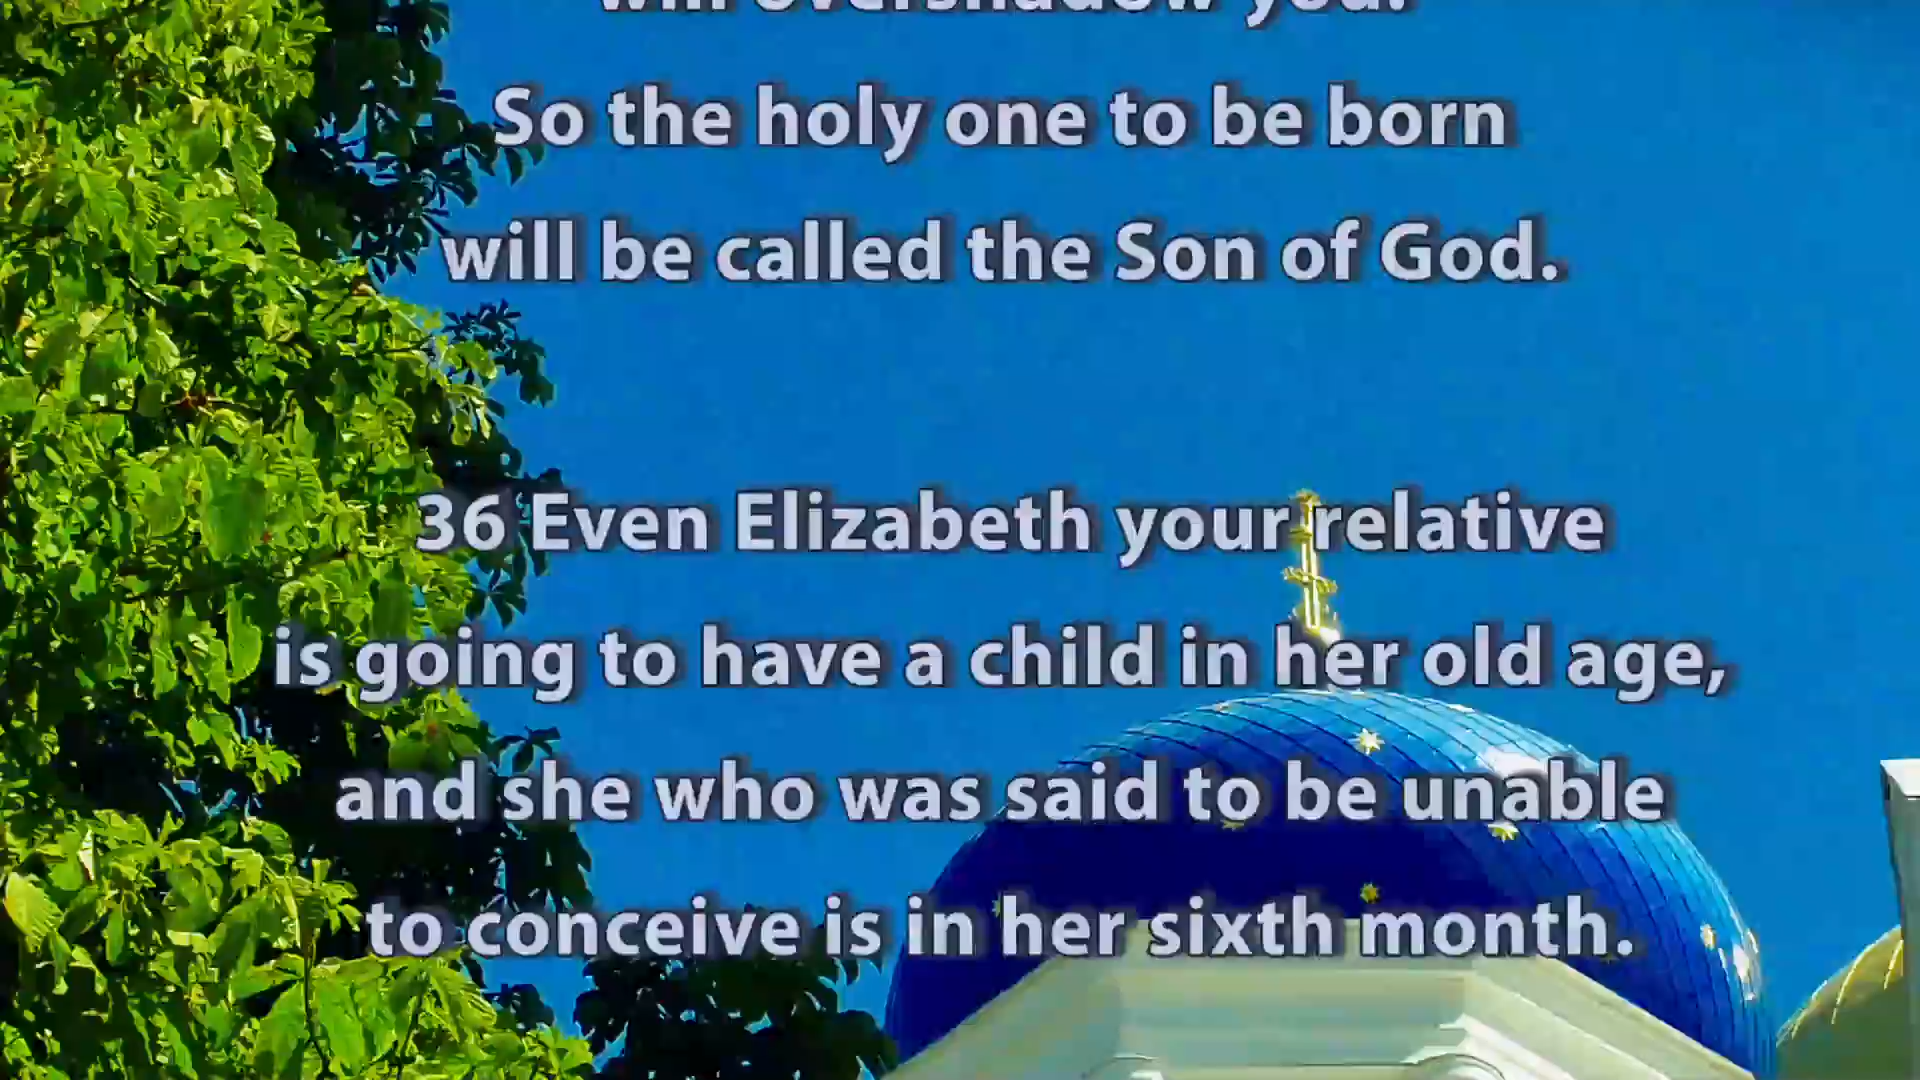 will overshadow you.
So the holy one to be born
will be called the Son of God.
36 Even Elizabeth your relative
is going to have a child in her old age,
and she who was said to be unable
to conceive is in her sixth month.